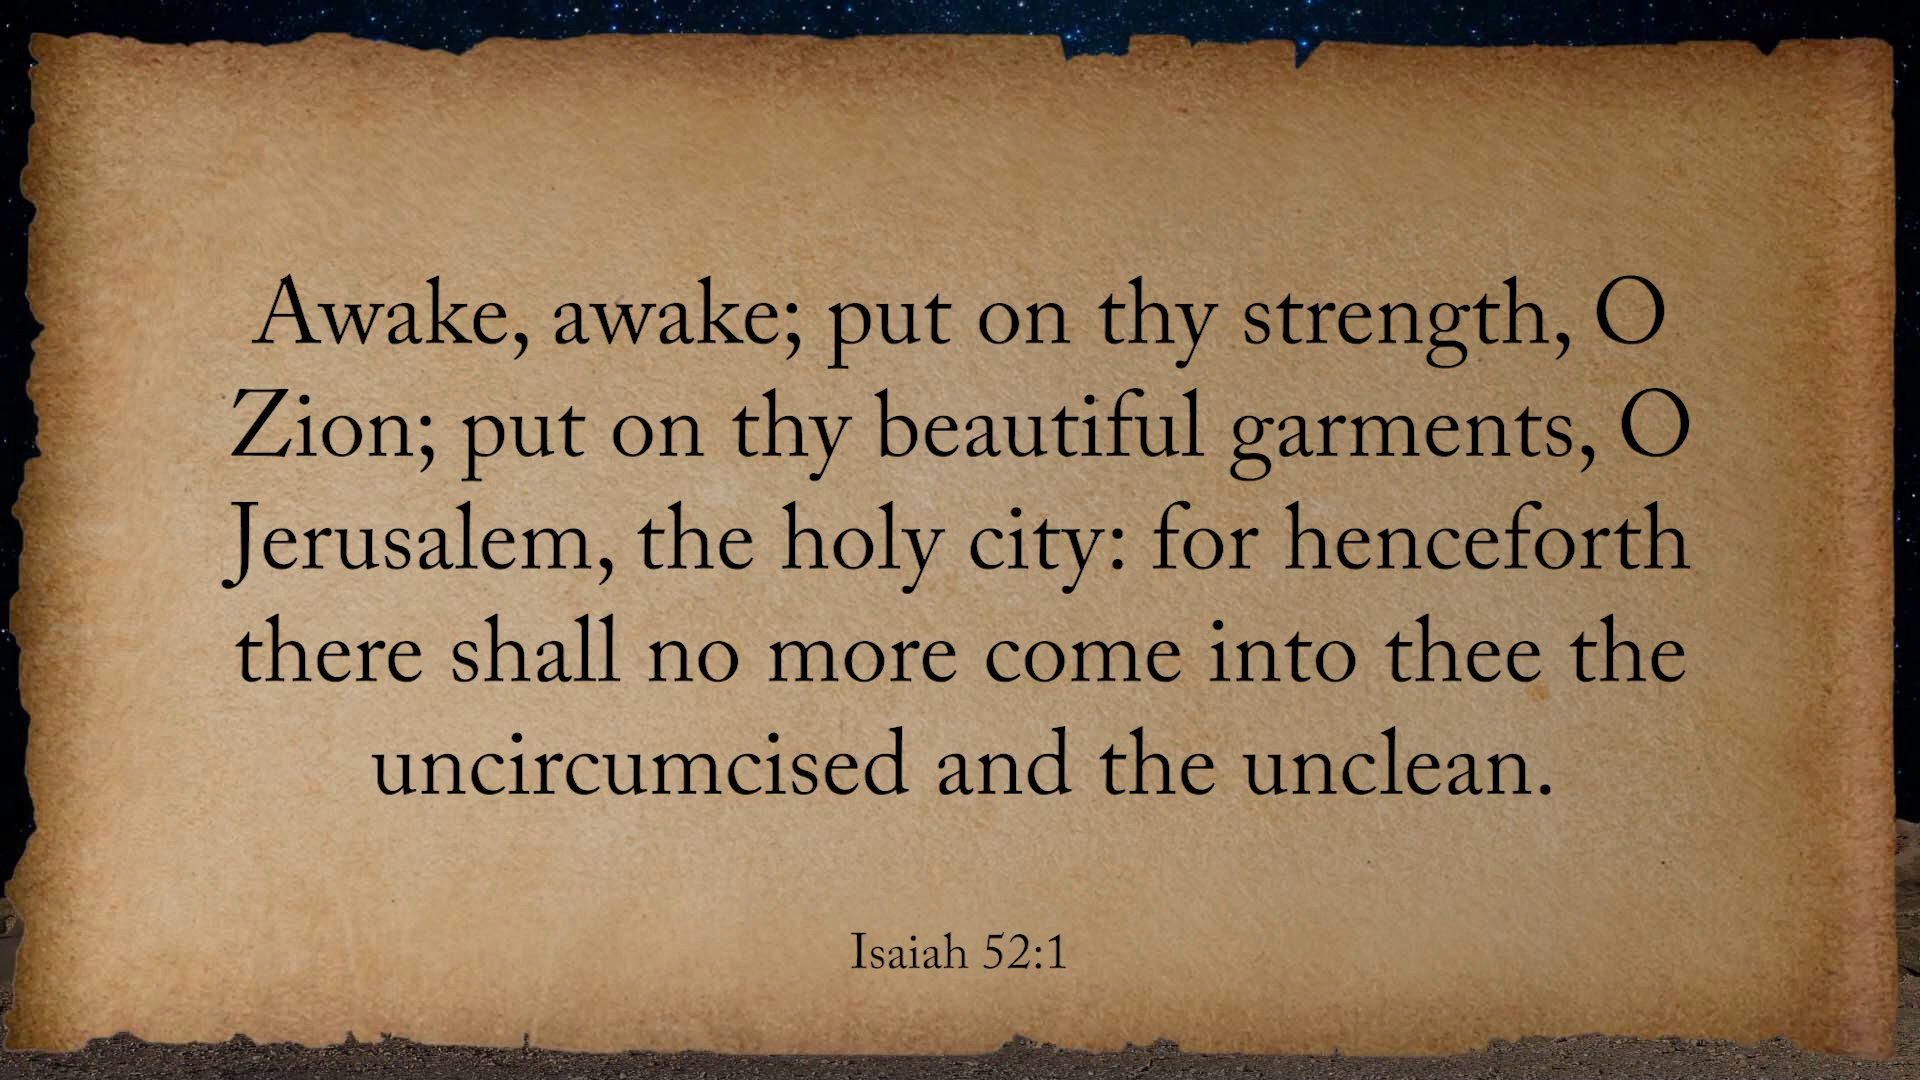 Awake, awake; put on thy strength, O
Zion; put on thy beautiful garments, O
Jerusalem, the holy city: for henceforth
there shall no more come into thee the
uncircumcised and the unclean.
Isaiah 52:1